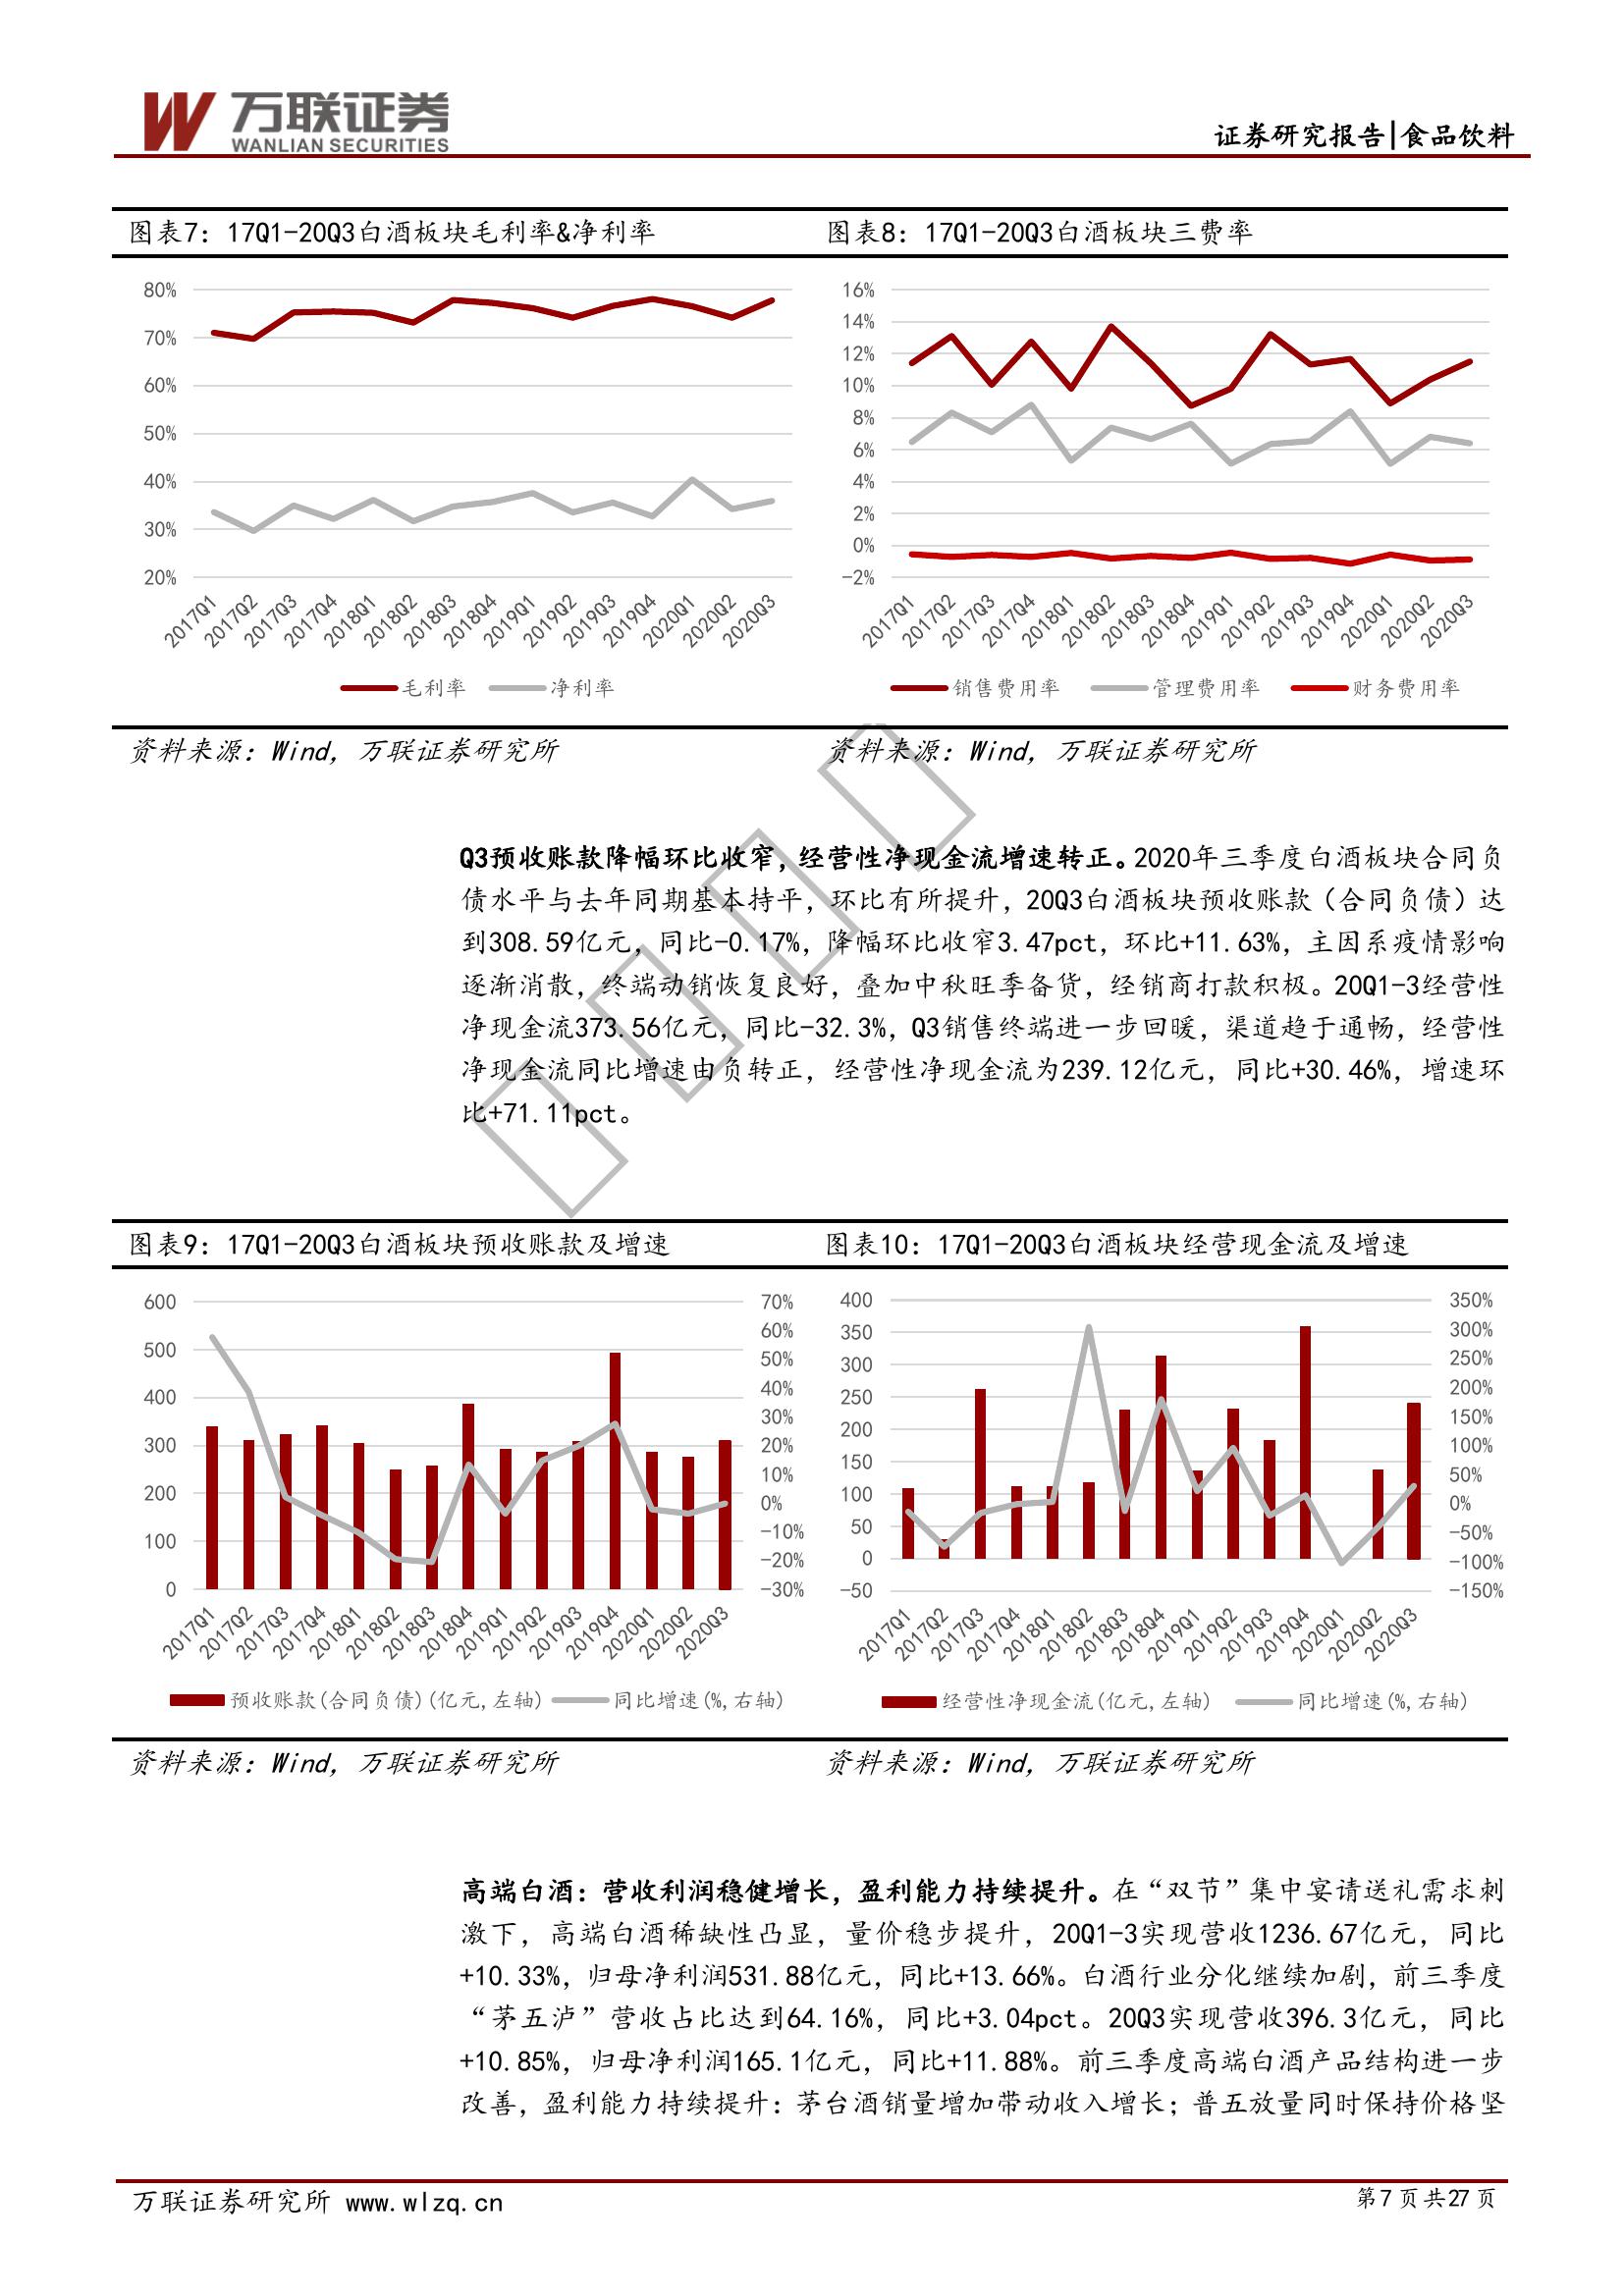 万联证券
WANLIAN SECURITIES
证券研究报告|食品饮料
图表7：17Q1-20Q3白酒板块毛利率&净利率
80%
70%
60%
50%
40%
30%
20%
2017Q1 2017Q2 2017Q3 2017Q4 2018Q1 2018Q2 2018Q3 2018Q4 2019Q1 2019Q2 2019Q3 2019Q4 2020Q1 2020Q2 2020Q3
毛利率 净利率
资料来源：Wind，万联证券研究所
图表8：17Q1-20Q3白酒板块三费率
16%
14%
12%
10%
8%
6%
4%
2%
0%
-2%
2017Q1 2017Q2 2017Q3 2017Q4 2018Q1 2018Q2 2018Q3 2018Q4 2019Q1 2019Q2 2019Q3 2019Q4 2020Q1 2020Q2 2020Q3
销售费用率 管理费用率 财务费用率
资料来源：Wind，万联证券研究所
Q3预收账款降幅环比收窄，经营性净现金流增速转正。2020年三季度白酒板块合同负
债水平与去年同期基本持平，环比有所提升，20Q3白酒板块预收账款（合同负债）达
到308.59亿元，同比-0.17%，降幅环比收窄3.47pct，环比+11.63%，主因系疫情影响
逐渐消散，终端动销恢复良好，叠加中秋旺季备货，经销商打款积极。20Q1-3经营性
净现金流373.56亿元，同比-32.3%，Q3销售终端进一步回暖，渠道趋于通畅，经营性
净现金流同比增速由负转正，经营性净现金流为239.12亿元，同比+30.46%，增速环
比+71.11pct。
图表9：17Q1-20Q3白酒板块预收账款及增速
600
500
400
300
200
100
0
70%
60%
50%
40%
30%
20%
10%
0%
-10%
-20%
-30%
2017Q1 2017Q2 2017Q3 2017Q4 2018Q1 2018Q2 2018Q3 2018Q4 2019Q1 2019Q2 2019Q3 2019Q4 2020Q1 2020Q2 2020Q3
预收账款(合同负债)(亿元,左轴) 同比增速(%,右轴)
资料来源：Wind，万联证券研究所
图表10：17Q1-20Q3白酒板块经营现金流及增速
400
350
300
250
200
150
100
50
0
-50
350%
300%
250%
200%
150%
100%
50%
0%
-50%
-100%
-150%
2017Q1 2017Q2 2017Q3 2017Q4 2018Q1 2018Q2 2018Q3 2018Q4 2019Q1 2019Q2 2019Q3 2019Q4 2020Q1 2020Q2 2020Q3
经营性净现金流(亿元,左轴) 同比增速(%,右轴)
资料来源：Wind，万联证券研究所
高端白酒：营收利润稳健增长，盈利能力持续提升。在“双节”集中宴请送礼需求刺
激下，高端白酒稀缺性凸显，量价稳步提升，20Q1-3实现营收1236.67亿元，同比
+10.33%，归母净利润531.88亿元，同比+13.66%。白酒行业分化继续加剧，前三季度
“茅五泸”营收占比达到64.16%，同比+3.04pct。20Q3实现营收396.3亿元，同比
+10.85%，归母净利润165.1亿元，同比+11.88%。前三季度高端白酒产品结构进一步
改善，盈利能力持续提升：茅台酒销量增加带动收入增长；普五放量同时保持价格坚
万联证券研究所 www.wlzq.cn
第7页共27页